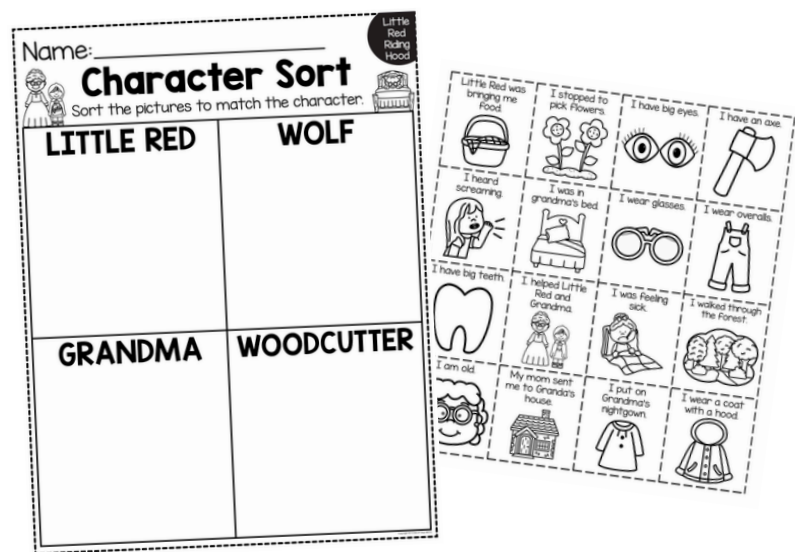 Little
Red
Riding
Hood
Name:
Character Sort
Sort the pictures to match the character.
LITTLE RED
WOLF
GRANDMA
WOODCUTTER
Little Red was
bringing me
food.
I stopped to
pick flowers.
I have big eyes.
I have an axe.
I heard
screaming.
I was in
grandma's bed.
I wear glasses.
I wear overalls.
I have big teeth.
I helped Little
Red and
Grandma.
I was feeling
sick.
I walked through
the forest.
I am old.
My mom sent
me to Granda's
house.
I put on
Grandma's
nightgown.
I wear a coat
with a hood.